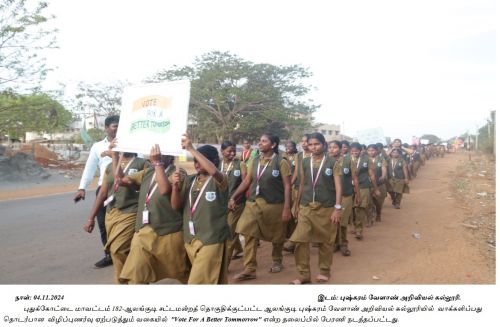 VOTE
FOR A
BETTER TOMORROW
நாள்: 04.11.2024
இடம்: புஷ்கரம் வேளாண் அறிவியல் கல்லூரி.
புதுக்கோட்டை மாவட்டம் 182-ஆலங்குடி சட்டமன்றத் தொகுதிக்குட்பட்ட ஆலங்குடி புஷ்கரம் வேளாண் அறிவியல் கல்லூரியில் வாக்களிப்பது
தொடர்பான விழிப்புணர்வு ஏற்படுத்தும் வகையில் "Vote For A Better Tommorrow" என்ற தலைப்பில் பேரணி நடத்தப்பட்டது.